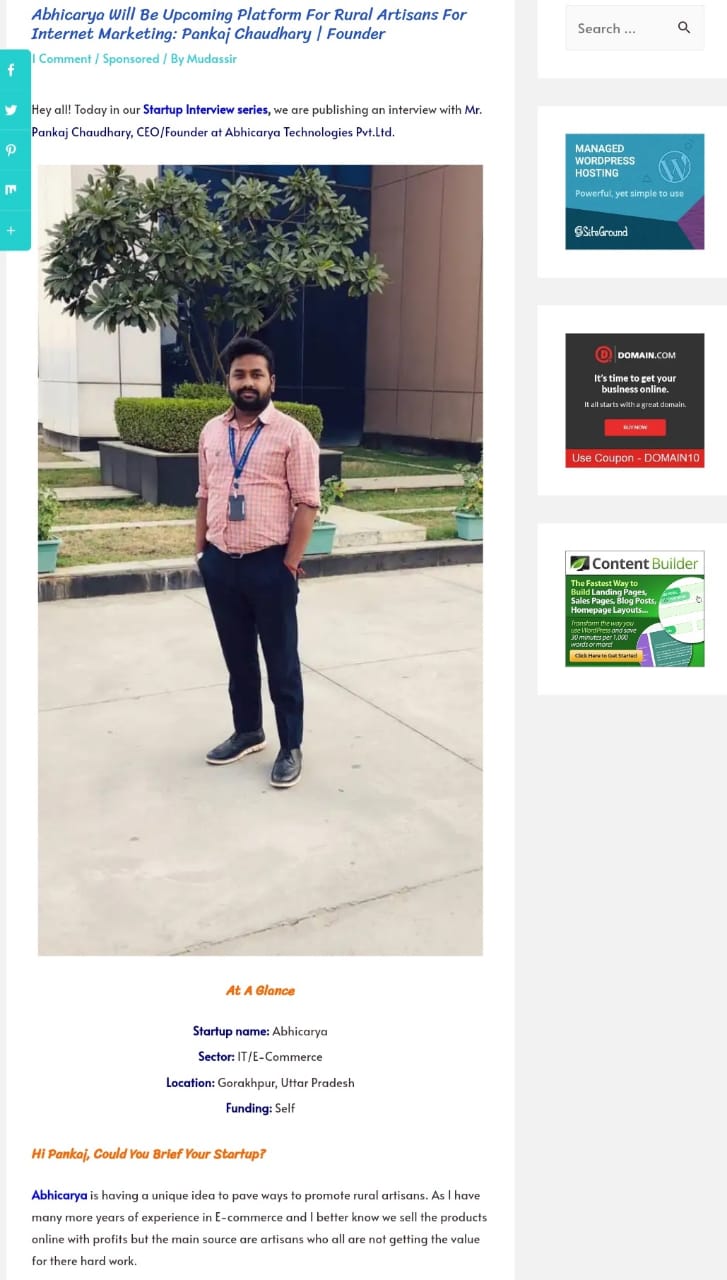 Abhicarya Will Be Upcoming Platform For Rural Artisans For
Internet Marketing: Pankaj Chaudhary | Founder
1 Comment / Sponsored / By Mudassir
Hey all! Today in our Startup Interview series, we are publishing an interview with Mr.
Pankaj Chaudhary, CEO/Founder at Abhicarya Technologies Pvt.Ltd.
At A Glance
Startup name: Abhicarya
Sector: IT/E-Commerce
Location: Gorakhpur, Uttar Pradesh
Funding: Self
Hi Pankaj, Could You Brief Your Startup?
Abhicarya is having a unique idea to pave ways to promote rural artisans. As I have
many more years of experience in E-commerce and I better know we sell the products
online with profits but the main source are artisans who all are not getting the value
for there hard work.
Search ...
MANAGED
WORDPRESS
HOSTING
Powerful, yet simple to use
SiteGround
DOMAIN.COM
It's time to get your
business online.
It all starts with a great domain.
BUY NOW
Use Coupon - DOMAIN10
Content Builder
The Fastest Way to
Build Landing Pages,
Sales Pages, Blog Posts,
Homepage Layouts...
Transform the way you
use WordPress and save
30 minutes per 1,000
words or more!
Click Here to Get Started